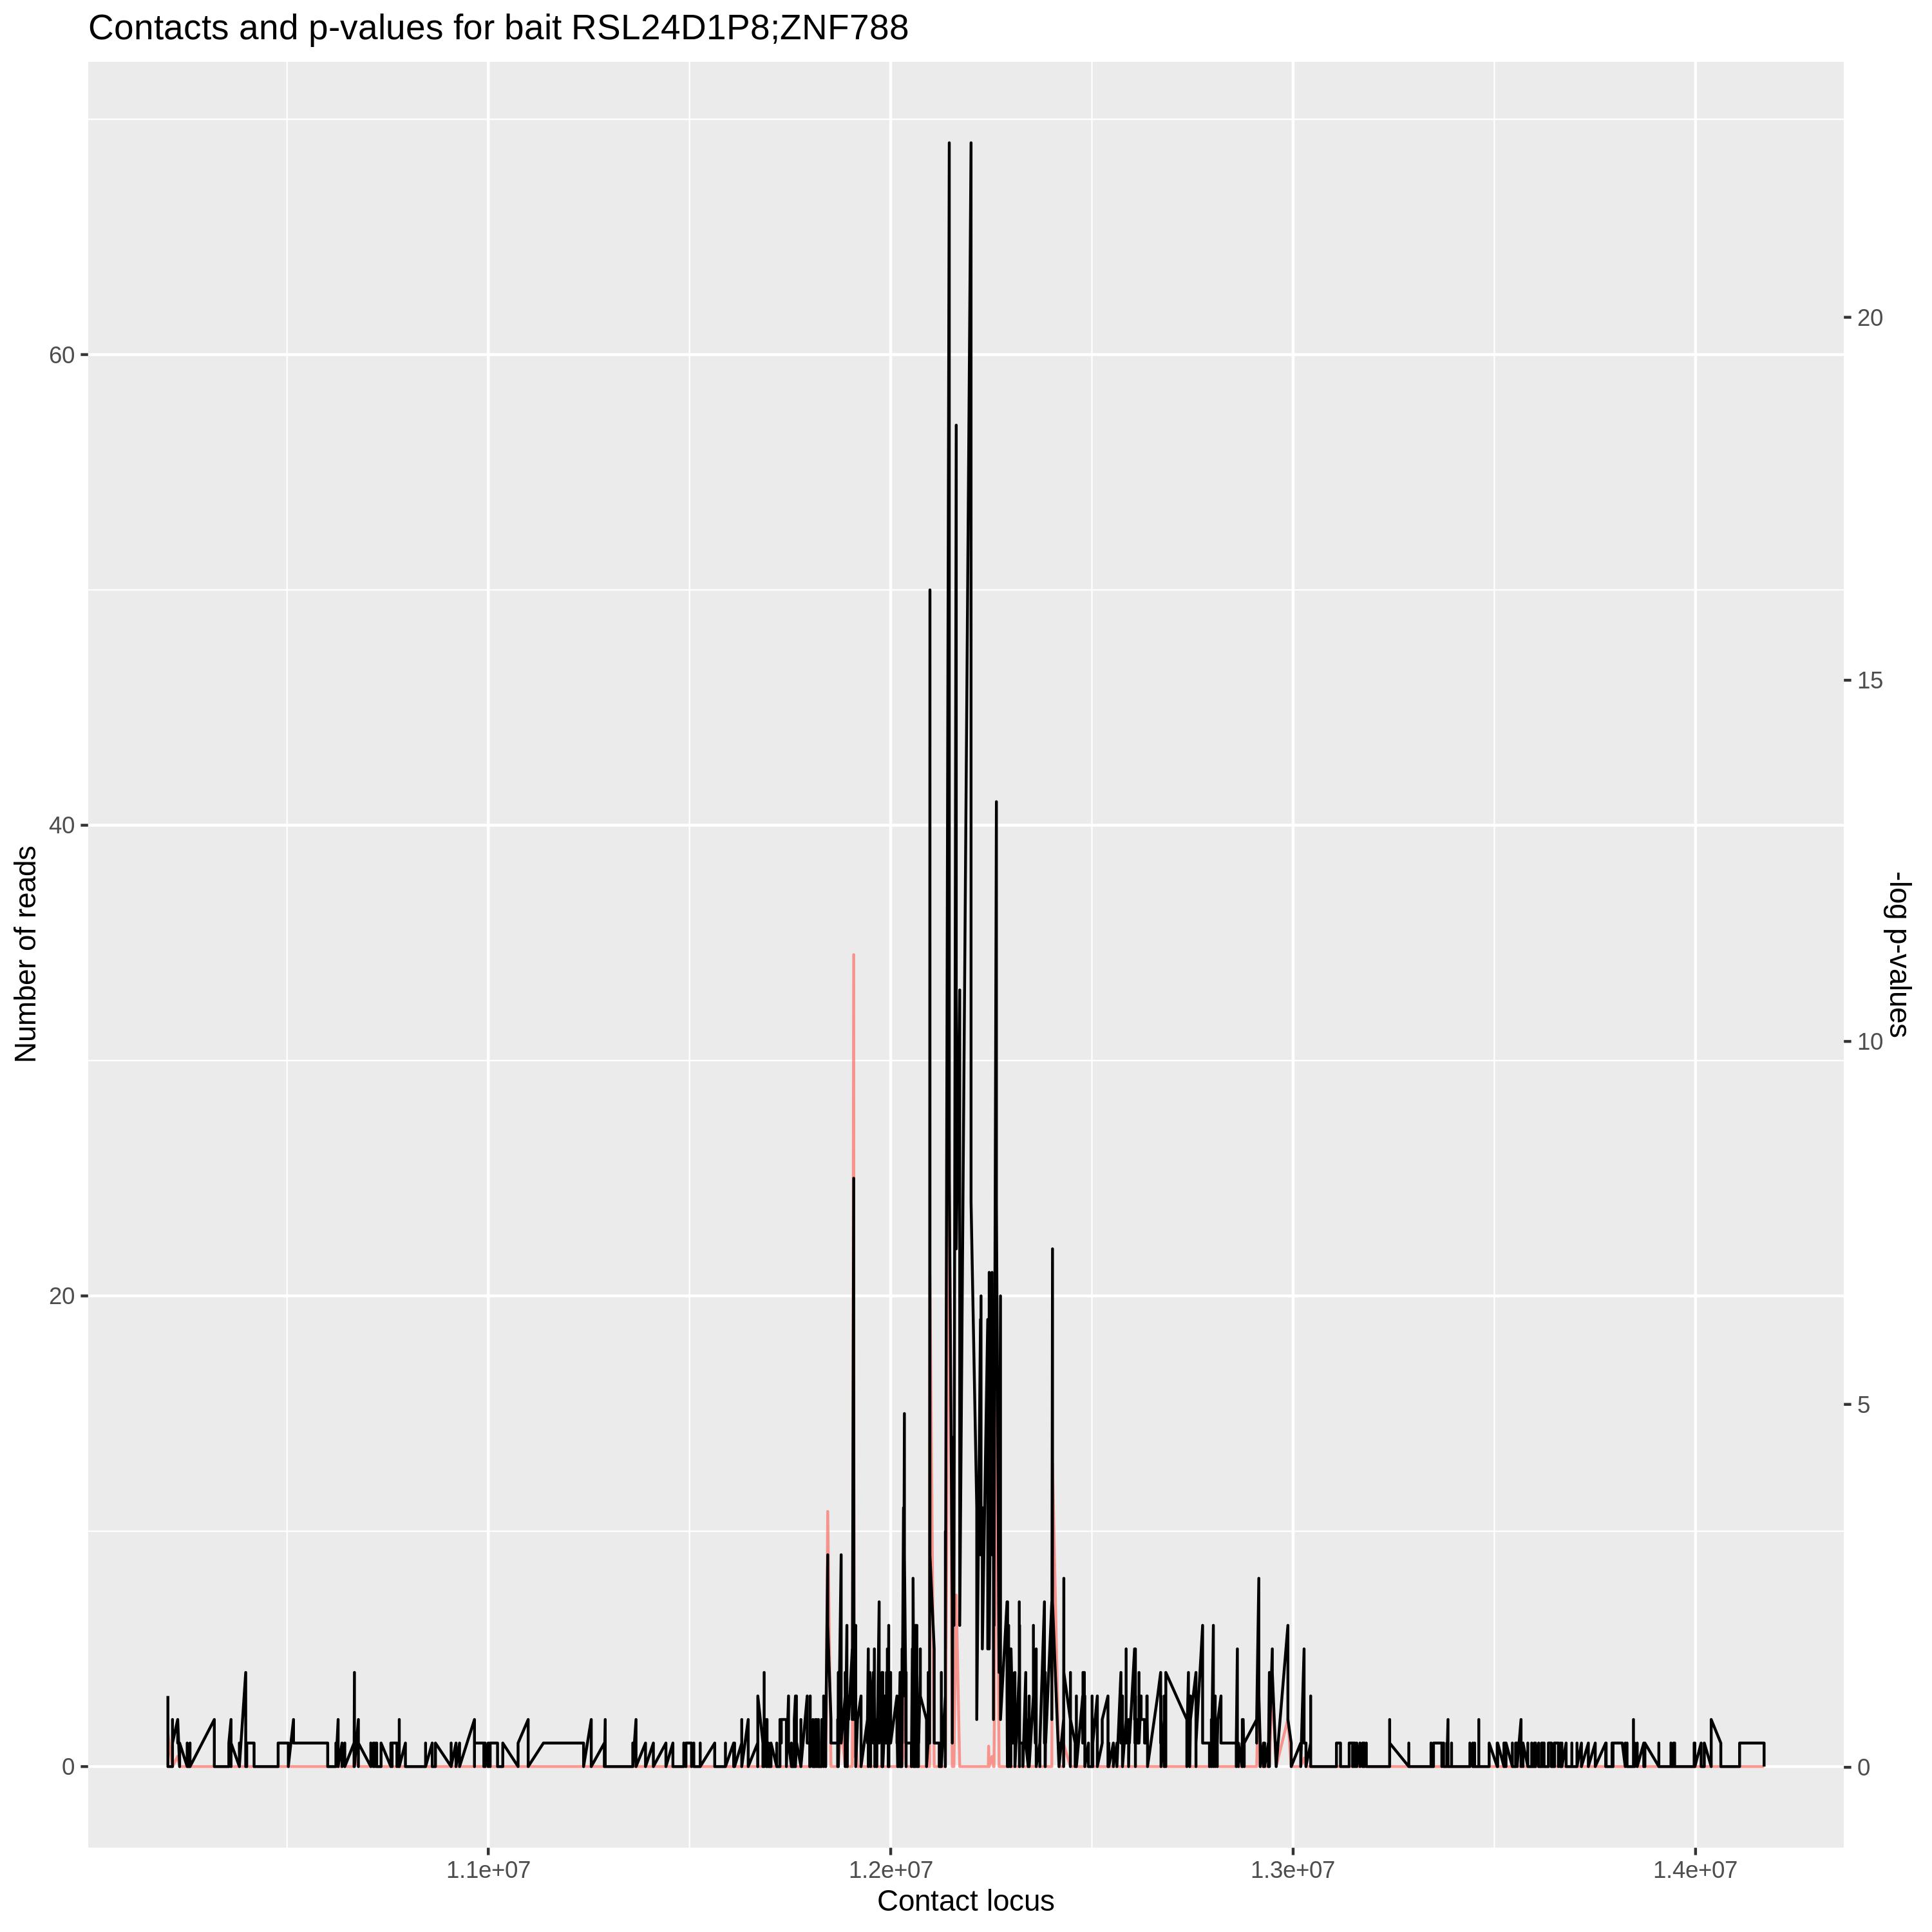 Contacts and p-values for bait RSL24D1P8;ZNF788
Number of reads
60
40
20
0
20
15
10
5
0
-log p-values
1.1e+07 1.2e+07 1.3e+07 1.4e+07
Contact locus